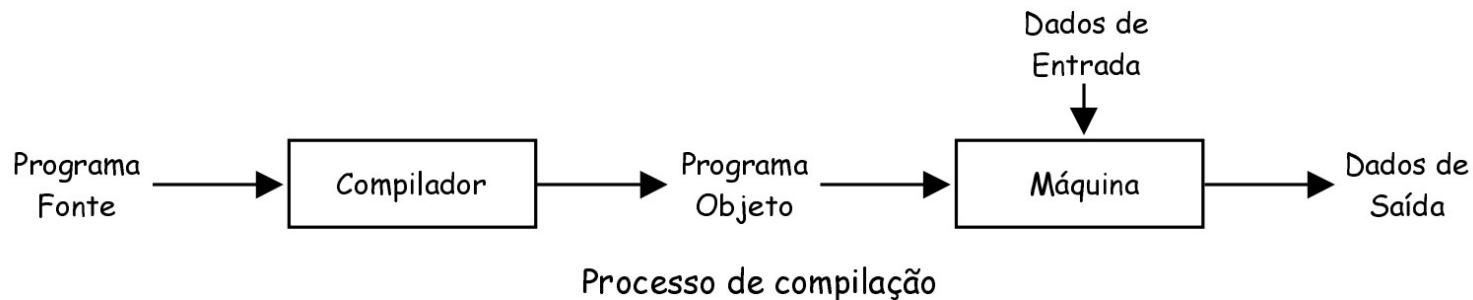 Dados de
Entrada
Programa
Fonte
Compilador
Programa
Objeto
Máquina
Dados de
Saída
Processo de compilação